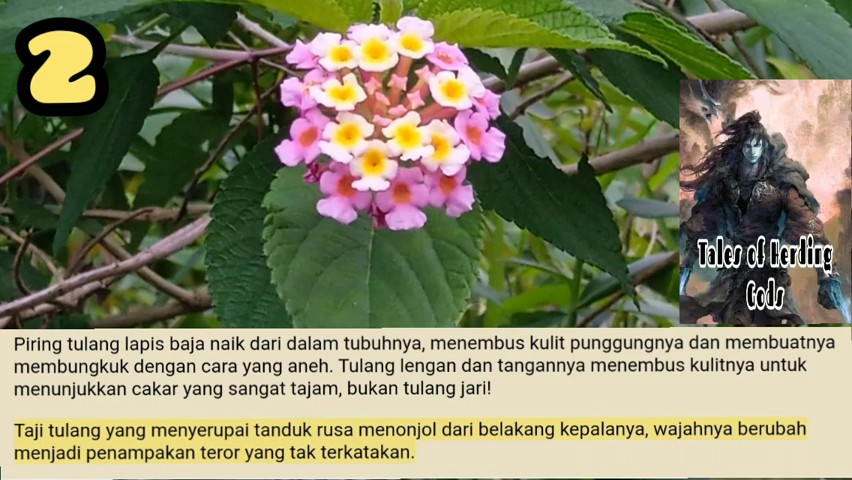 2
Tales of Herding
Gods
Piring tulang lapis baja naik dari dalam tubuhnya, menembus kulit punggungnya dan membuatnya
membungkuk dengan cara yang aneh. Tulang lengan dan tangannya menembus kulitnya untuk
menunjukkan cakar yang sangat tajam, bukan tulang jari!
Taji tulang yang menyerupai tanduk rusa menonjol dari belakang kepalanya, wajahnya berubah
menjadi penampakan teror yang tak terkatakan.